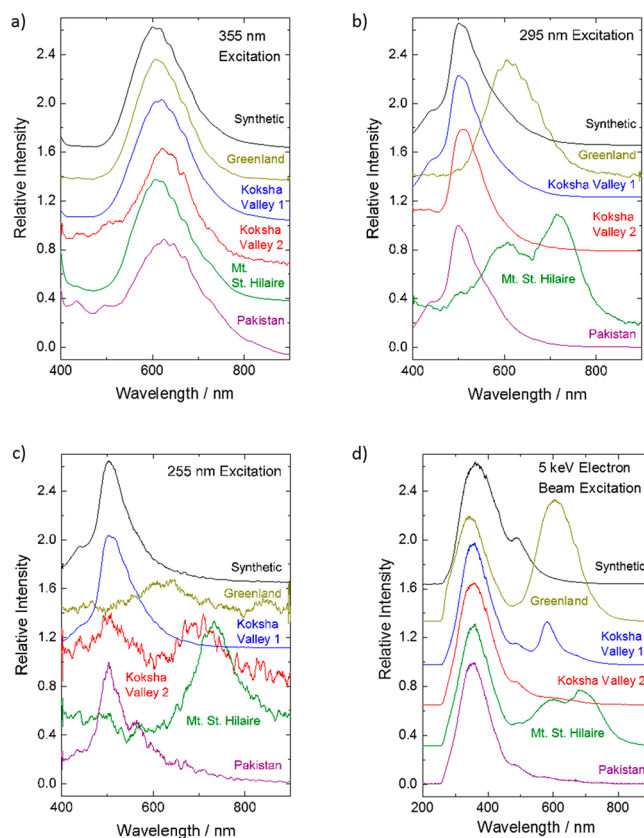 a)
355 nm
Excitation
2.4
2.0
1.6
1.2
0.8
0.4
0.0
Relative Intensity
Synthetic
Greenland
Koksha
Valley 1
Koksha
Valley 2
Mt.
St. Hilaire
Pakistan
400 600 800
Wavelength / nm
b)
295 nm Excitation
2.4
2.0
1.6
1.2
0.8
0.4
0.0
Relative Intensity
Synthetic
Greenland
Koksha Valley 1
Koksha
Valley 2
Mt. St. Hilaire
Pakistan
400 600 800
Wavelength / nm
c)
255 nm Excitation
2.4
2.0
1.6
1.2
0.8
0.4
0.0
Relative Intensity
Synthetic
Greenland
Koksha
Valley 1
Koksha
Valley 2
Mt. St. Hilaire
Pakistan
400 600 800
Wavelength / nm
d)
5 keV Electron
Beam Excitation
2.4
2.0
1.6
1.2
0.8
0.4
0.0
Relative Intensity
Synthetic
Greenland
Koksha
Valley 1
Koksha Valley 2
Mt. St. Hilaire
Pakistan
200 400 600 800
Wavelength / nm